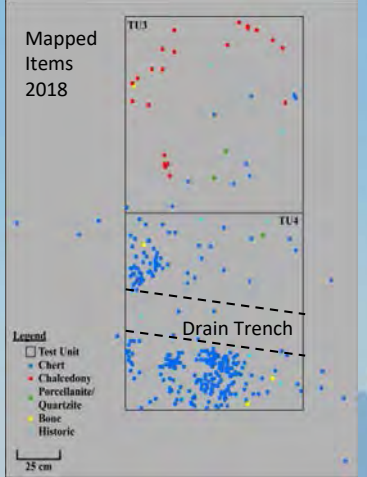 Mapped
Items
2018
TU3
TU4
Drain Trench
Legend
Test Unit
Chert
Chalcedony
Porcellanite/
Quartzite
Bone
Historic
25 cm